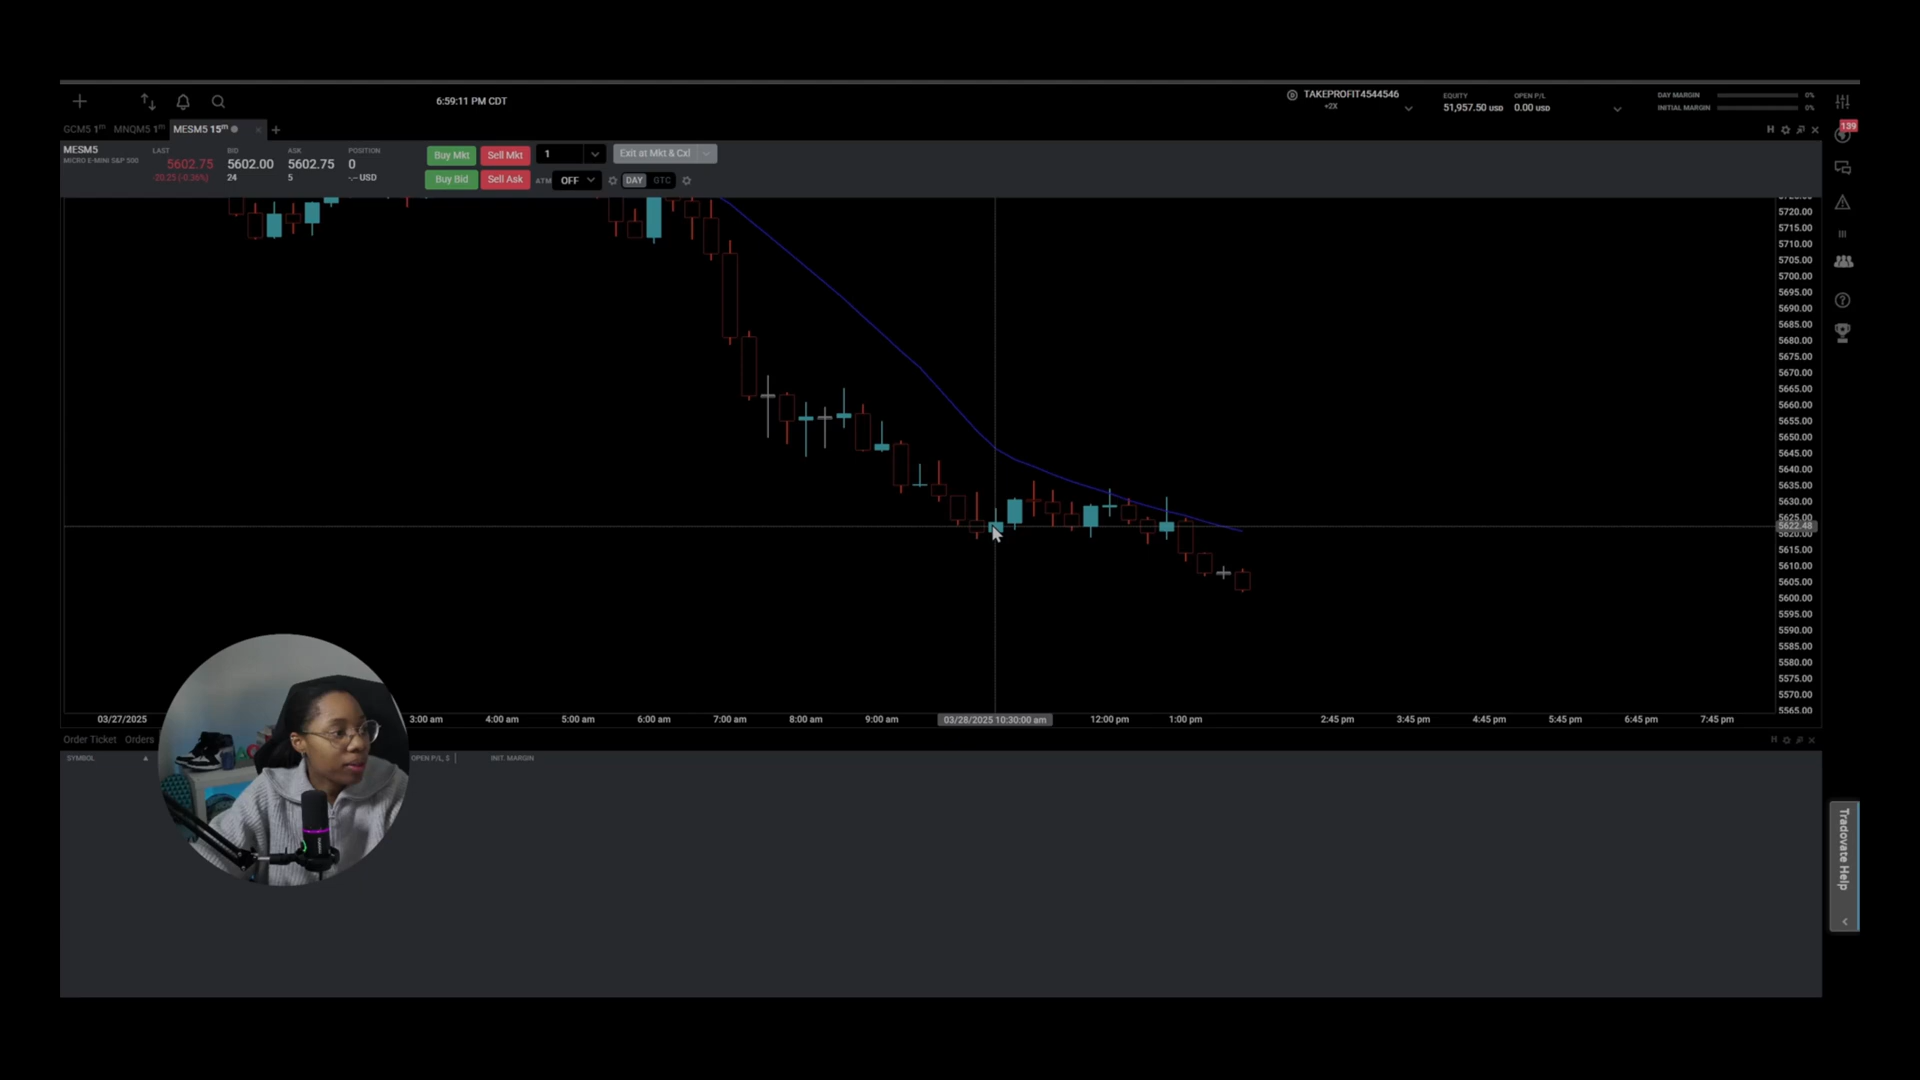 6:59:11 PM CDT
TAKEPROFIT4544546
+2X
EQUITY
51,957.50 USD
OPEN P/L
0.00 USD
DAY MARGIN
0%
INITIAL MARGIN
0%
GCM5 1m MNQM5 1m MESM5 15m
H
139
MESM5
MICRO E-MINI S&P 500
LAST
5602.75
-20.25 (-0.36%)
BID
5602.00
24
ASK
5602.75
5
POSITION
0
-.-- USD
Buy Mkt
Sell Mkt
1
Exit at Mkt & Cxl
Buy Bid
Sell Ask
ATM
OFF
DAY
GTC
5720.00
5715.00
5710.00
5705.00
5700.00
5695.00
5690.00
5685.00
5680.00
5675.00
5670.00
5665.00
5660.00
5655.00
5650.00
5645.00
5640.00
5635.00
5630.00
5625.00
5622.48
5620.00
5615.00
5610.00
5605.00
5600.00
5595.00
5590.00
5585.00
5580.00
5575.00
5570.00
5565.00
03/27/2025
3:00 am
4:00 am
5:00 am
6:00 am
7:00 am
8:00 am
9:00 am
03/28/2025 10:30:00 am
12:00 pm
1:00 pm
2:45 pm
3:45 pm
4:45 pm
5:45 pm
6:45 pm
7:45 pm
Order Ticket
Orders
H
SYMBOL
OPEN P/L, $
INIT. MARGIN
Tradovate Help